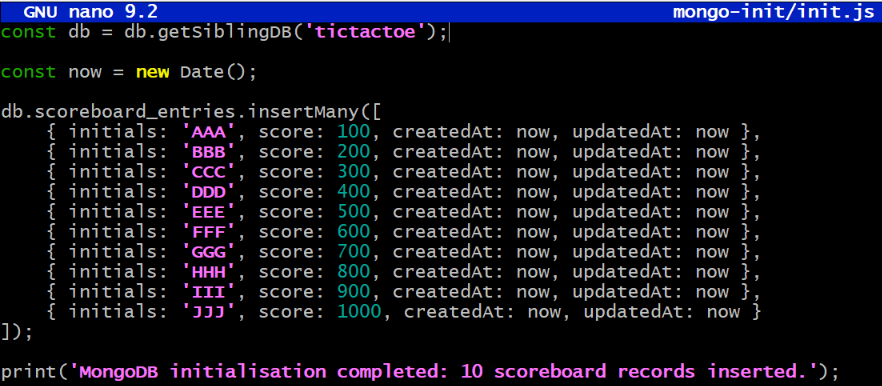 GNU nano 9.2 mongo-init/init.js
const db = db.getSiblingDB('tictactoe');
const now = new Date();
db.scoreboard_entries.insertMany([
    { initials: 'AAA', score: 100, createdAt: now, updatedAt: now },
    { initials: 'BBB', score: 200, createdAt: now, updatedAt: now },
    { initials: 'CCC', score: 300, createdAt: now, updatedAt: now },
    { initials: 'DDD', score: 400, createdAt: now, updatedAt: now },
    { initials: 'EEE', score: 500, createdAt: now, updatedAt: now },
    { initials: 'FFF', score: 600, createdAt: now, updatedAt: now },
    { initials: 'GGG', score: 700, createdAt: now, updatedAt: now },
    { initials: 'HHH', score: 800, createdAt: now, updatedAt: now },
    { initials: 'III', score: 900, createdAt: now, updatedAt: now },
    { initials: 'JJJ', score: 1000, createdAt: now, updatedAt: now }
]);
print('MongoDB initialisation completed: 10 scoreboard records inserted.');